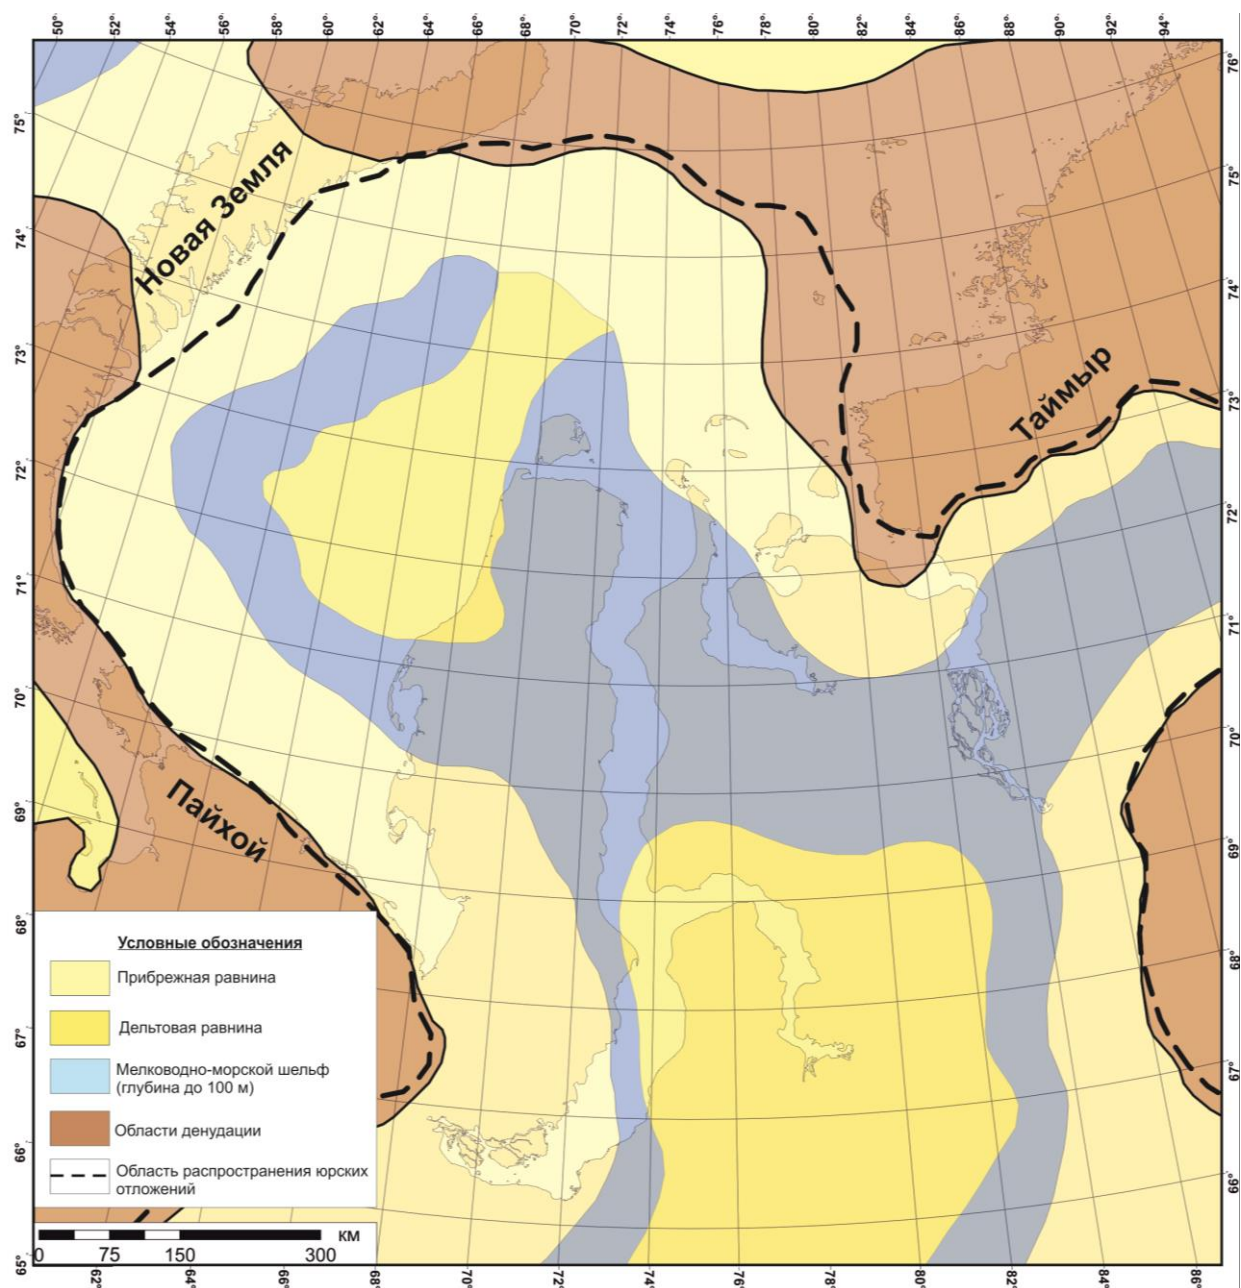 50° 52° 54° 56° 58° 60° 62° 64° 66° 68° 70° 72° 74° 76° 78° 80° 82° 84° 86° 88° 90° 92° 94°
75°
74°
73°
72°
71°
70°
69°
68°
67°
66°
65°
76°
75°
74°
73°
72°
71°
70°
69°
68°
67°
66°
Новая Земля
Таймыр
Пайхой
Условные обозначения
Прибрежная равнина
Дельтовая равнина
Мелководно-морской шельф
(глубина до 100 м)
Области денудации
Область распространения юрских
отложений
0 75 150 300 км
62° 64° 66° 68° 70° 72° 74° 76° 78° 80° 82° 84° 86°